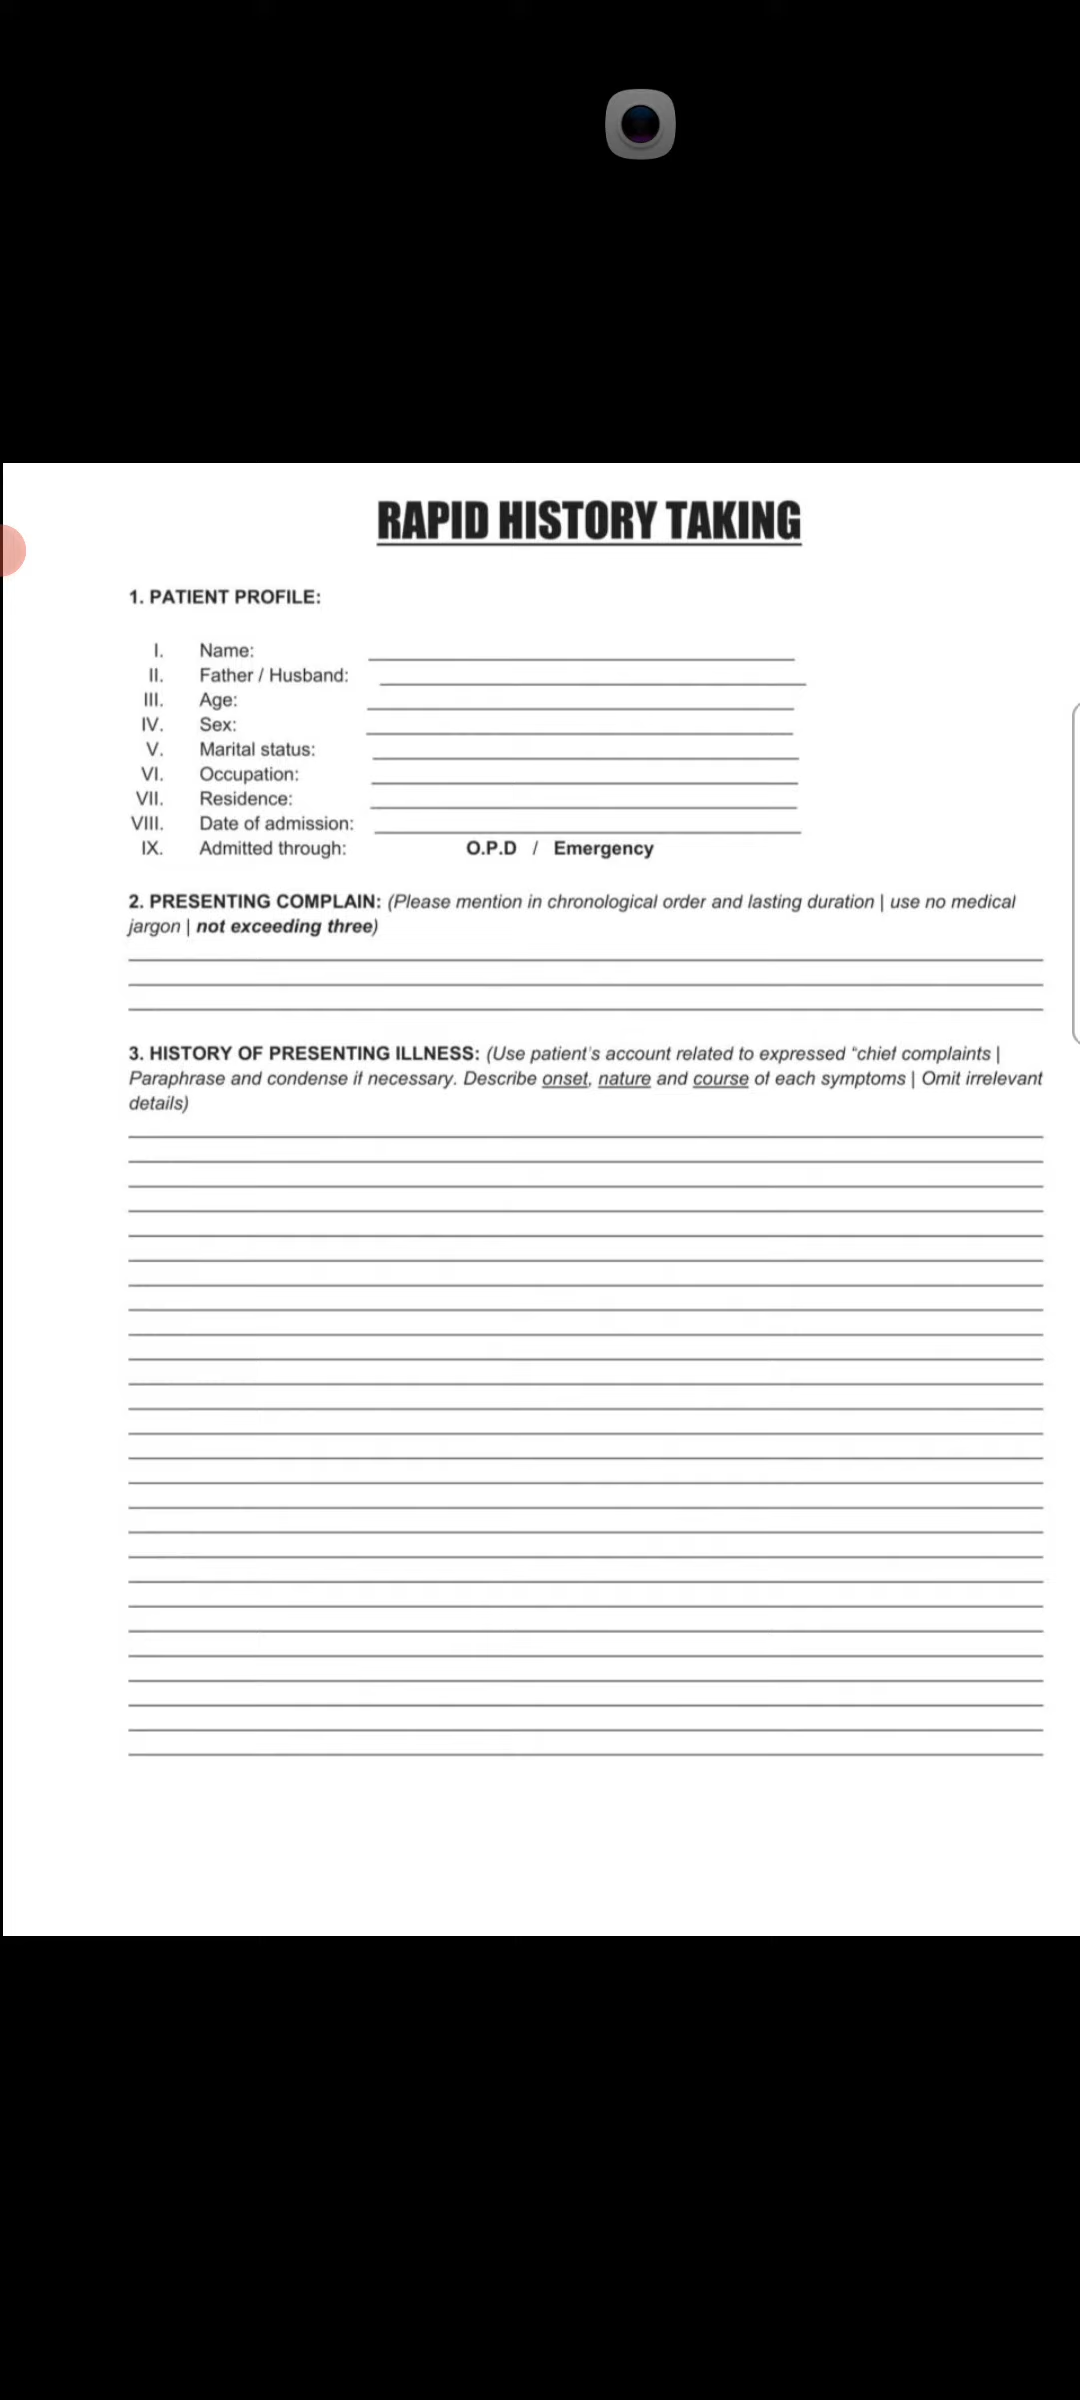 RAPID HISTORY TAKING
1. PATIENT PROFILE:
I. Name:
II. Father / Husband:
III. Age:
IV. Sex:
V. Marital status:
VI. Occupation:
VII. Residence:
VIII. Date of admission:
IX. Admitted through: O.P.D / Emergency
2. PRESENTING COMPLAIN: (Please mention in chronological order and lasting duration | use no medical
jargon | not exceeding three)
3. HISTORY OF PRESENTING ILLNESS: (Use patient's account related to expressed "chief complaints |
Paraphrase and condense if necessary. Describe onset, nature and course of each symptoms | Omit irrelevant
details)